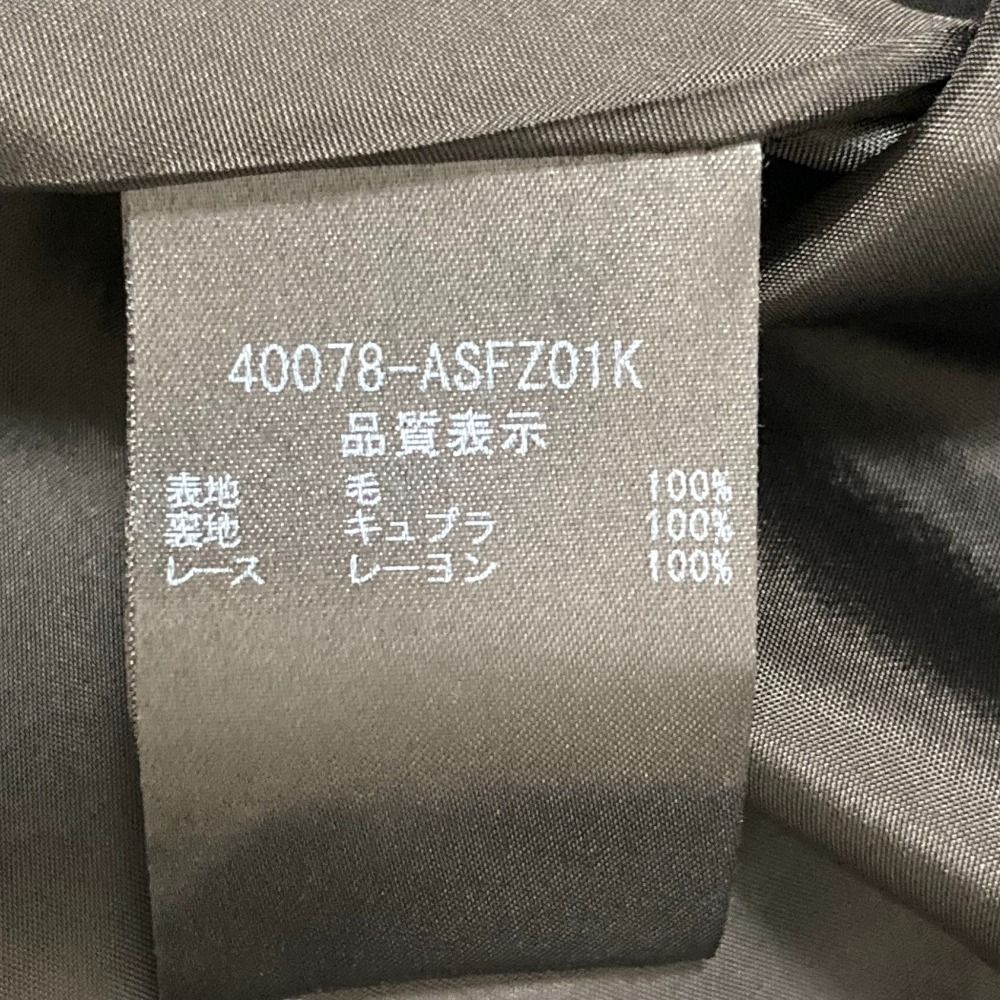 40078-ASFZ01K
品質表示
表地 毛 100%
裏地 キュプラ 100%
レース レーヨン 100%